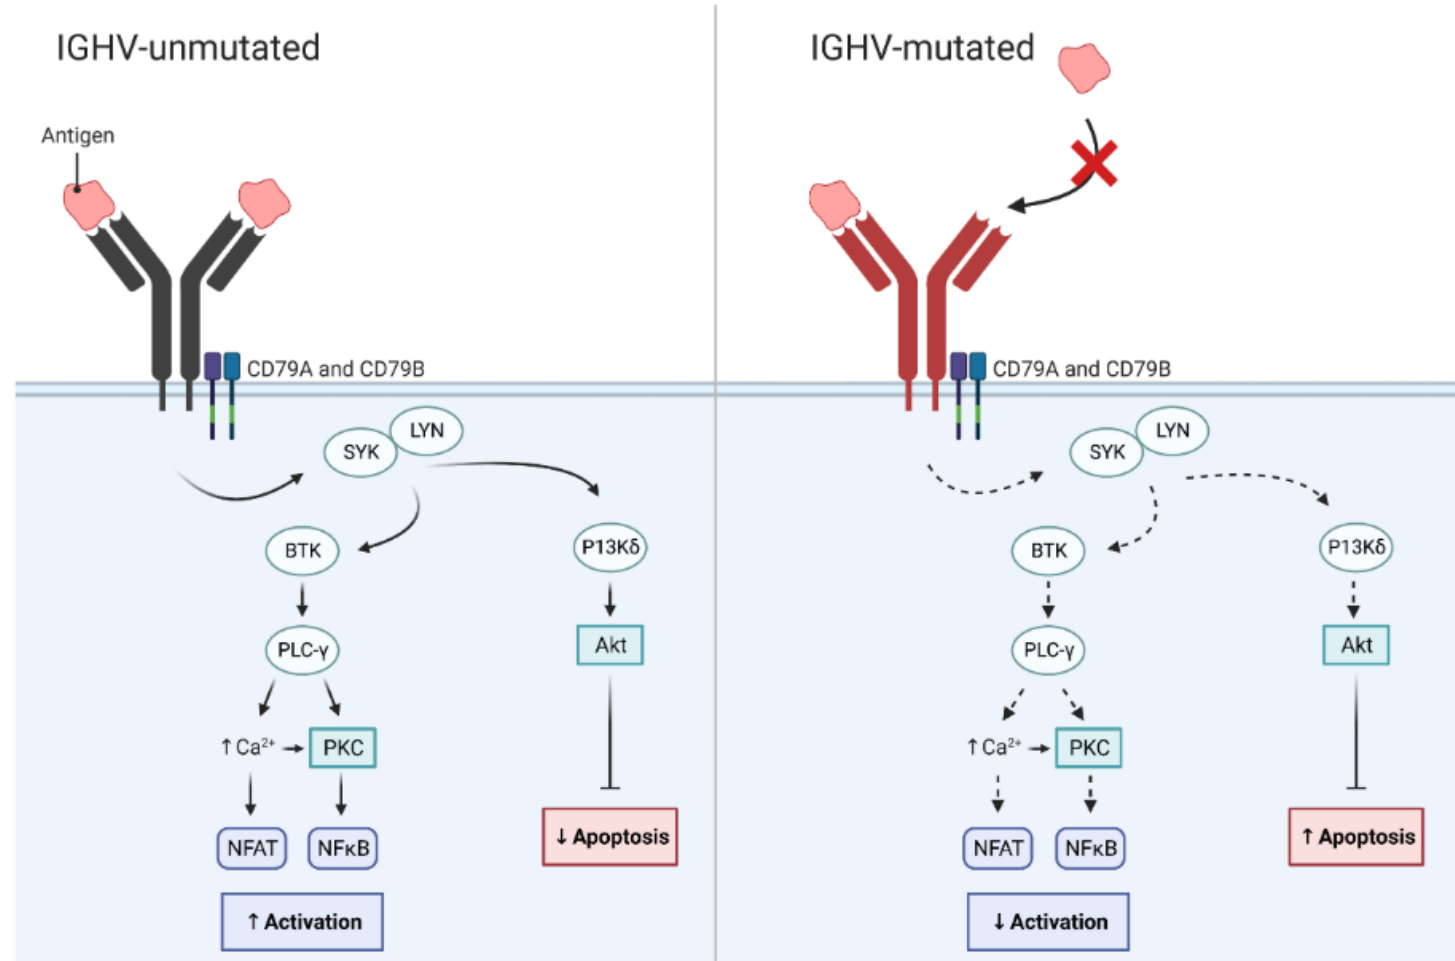 IGHV-unmutated
Antigen
CD79A and CD79B
LYN
SYK
BTK
P13Kδ
PLC-γ
Akt
↑ Ca²⁺
PKC
↓ Apoptosis
NFAT
NFκB
↑ Activation
IGHV-mutated
CD79A and CD79B
LYN
SYK
BTK
P13Kδ
PLC-γ
Akt
↑ Ca²⁺
PKC
↑ Apoptosis
NFAT
NFκB
↓ Activation